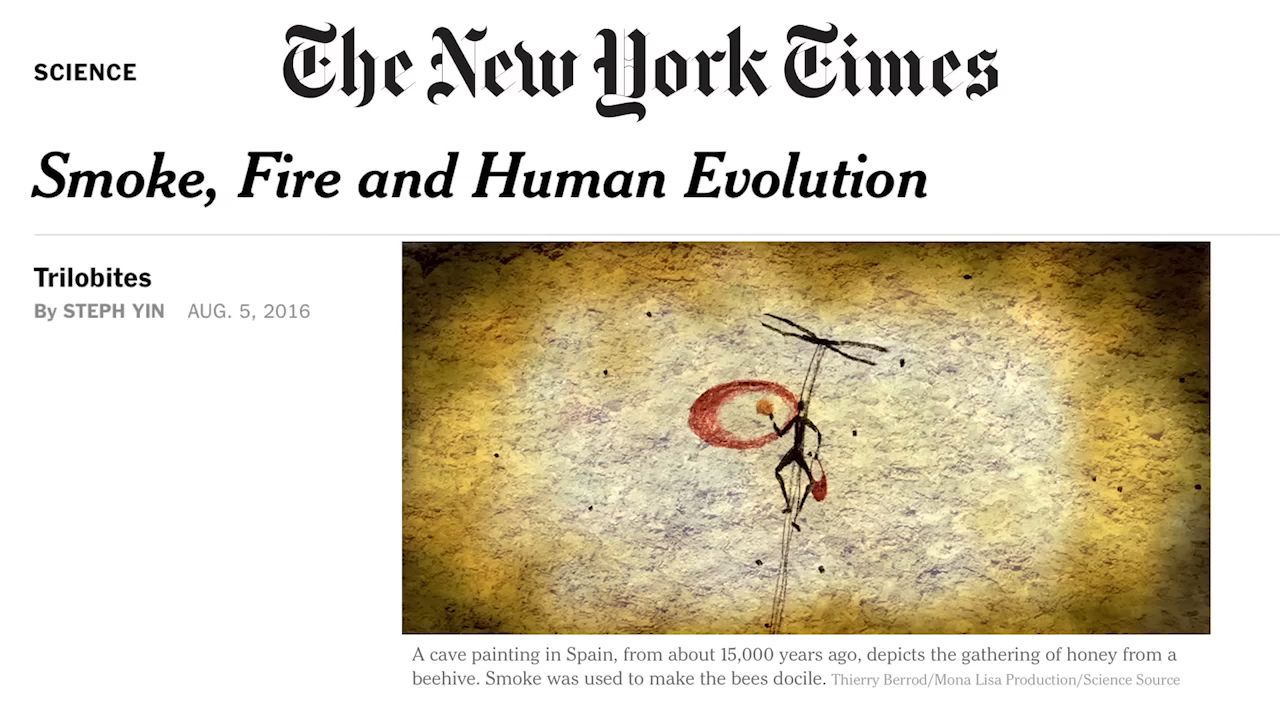 SCIENCE
The New York Times
Smoke, Fire and Human Evolution
Trilobites
By STEPH YIN AUG. 5, 2016
A cave painting in Spain, from about 15,000 years ago, depicts the gathering of honey from a
beehive. Smoke was used to make the bees docile. Thierry Berrod/Mona Lisa Production/Science Source